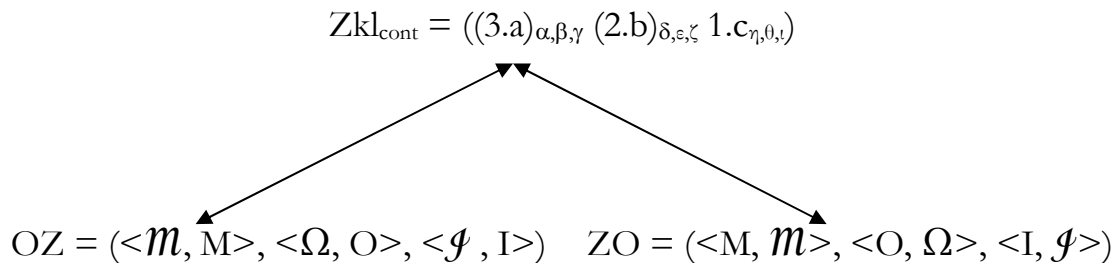 Zkl_cont = ((3.a)_α,β,γ (2.b)_δ,ε,ζ 1.c_η,θ,ι)
OZ = (<𝓂, M>, <Ω, O>, <𝒥, I>) ZO = (<M, 𝓂>, <O, Ω>, <I, 𝒥>)